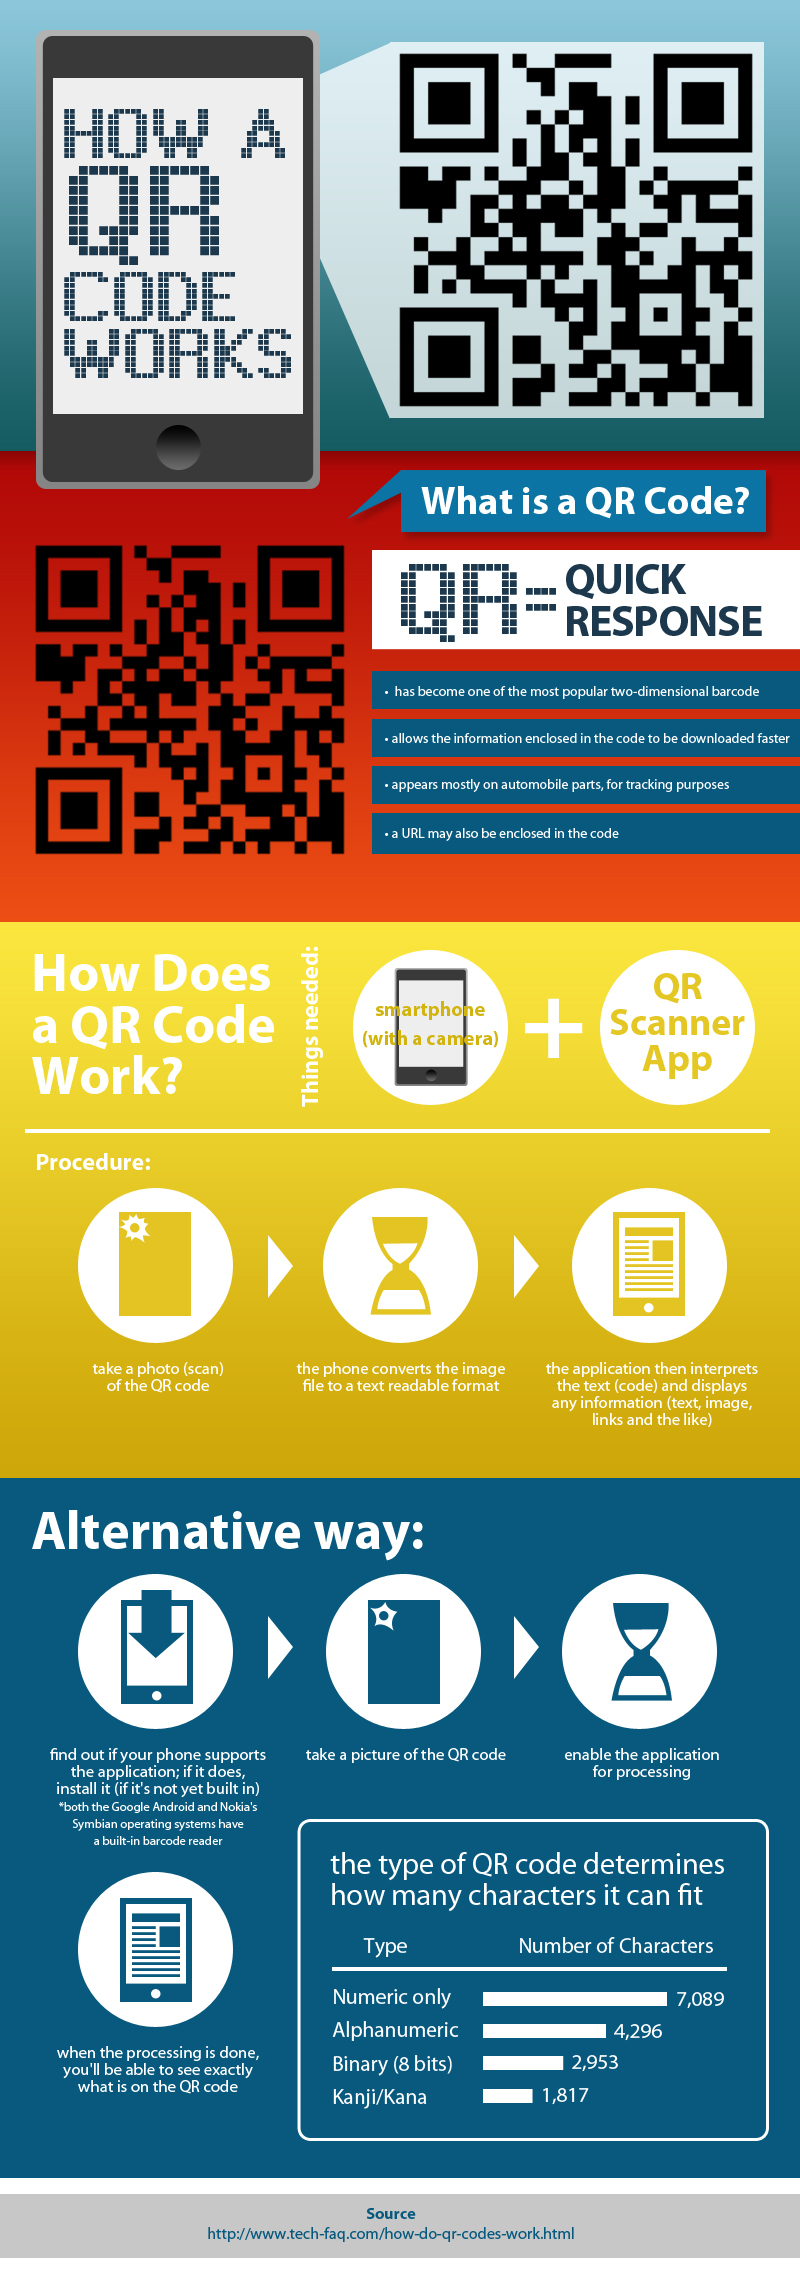 HOW A
QR
CODE
WORKS
What is a QR Code?
QR=
QUICK
RESPONSE
• has become one of the most popular two-dimensional barcode
• allows the information enclosed in the code to be downloaded faster
• appears mostly on automobile parts, for tracking purposes
• a URL may also be enclosed in the code
How Does
a QR Code
Work?
Things needed:
smartphone
(with a camera)
+
QR
Scanner
App
Procedure:
take a photo (scan)
of the QR code
the phone converts the image
file to a text readable format
the application then interprets
the text (code) and displays
any information (text, image,
links and the like)
Alternative way:
find out if your phone supports
the application; if it does,
install it (if it's not yet built in)
*both the Google Android and Nokia's
Symbian operating systems have
a built-in barcode reader
take a picture of the QR code
enable the application
for processing
when the processing is done,
you'll be able to see exactly
what is on the QR code
the type of QR code determines
how many characters it can fit
Type Number of Characters
Numeric only 7,089
Alphanumeric 4,296
Binary (8 bits) 2,953
Kanji/Kana 1,817
Source
http://www.tech-faq.com/how-do-qr-codes-work.html